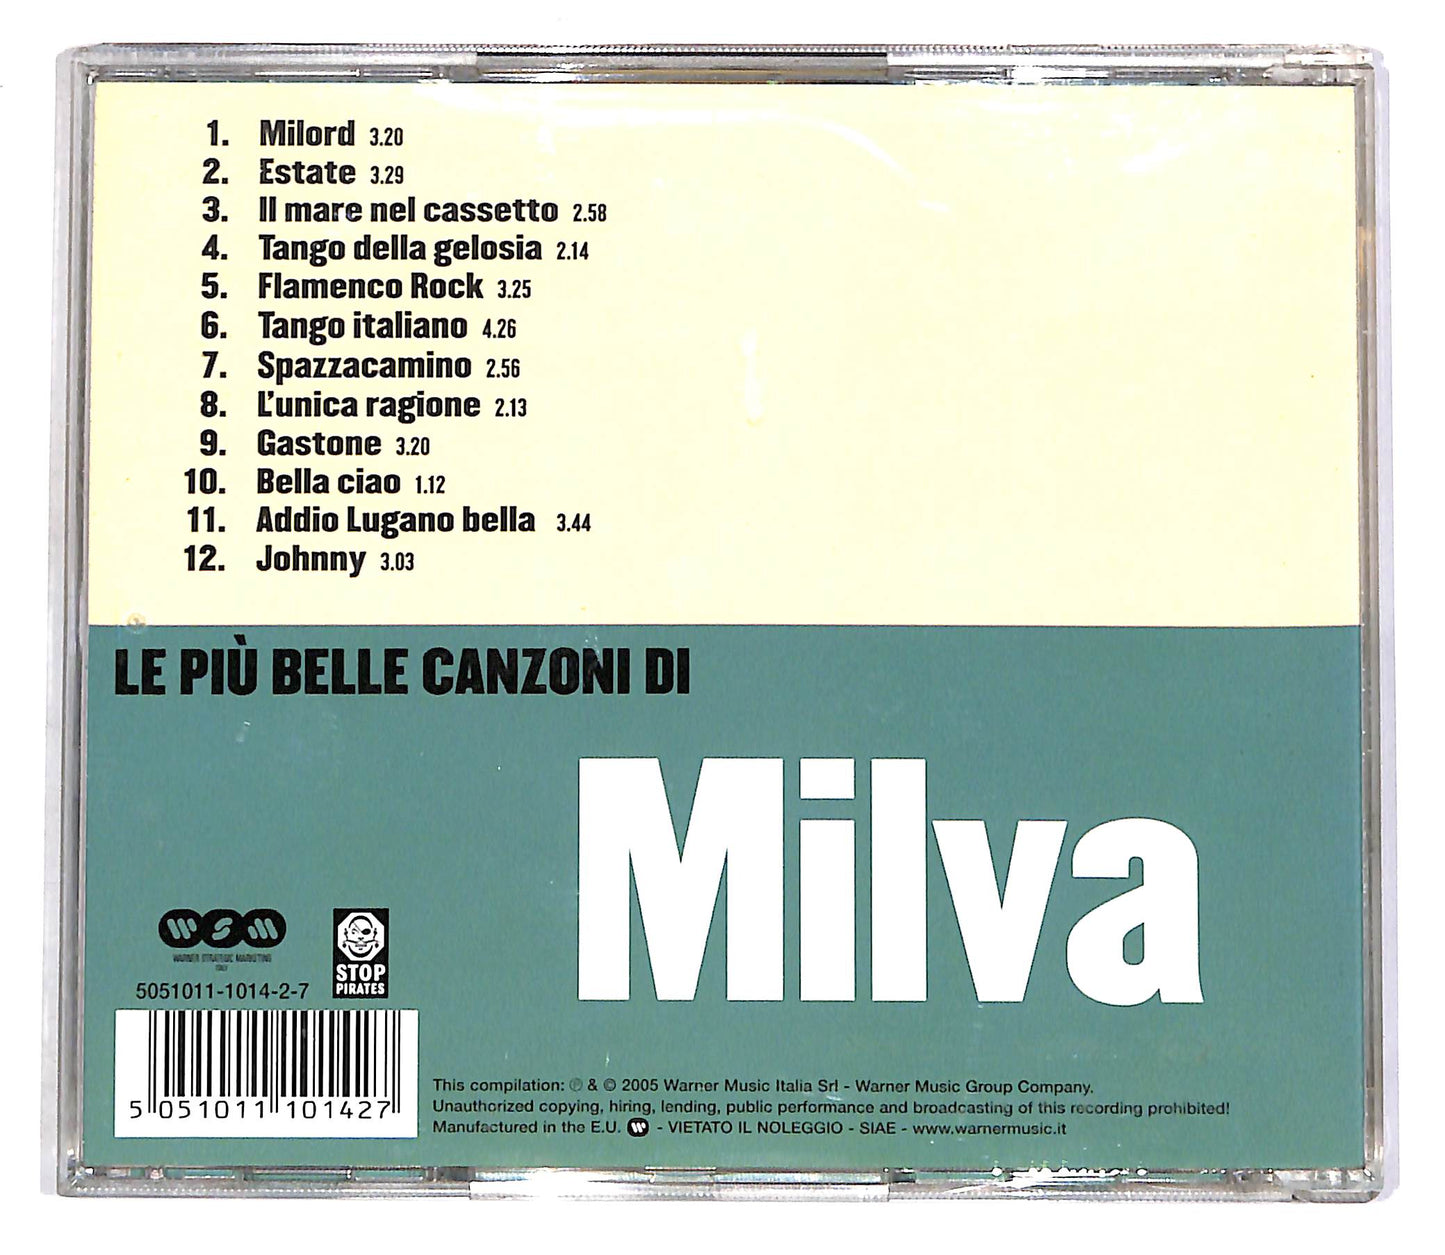 1. Milord 3.20
2. Estate 3.29
3. Il mare nel cassetto 2.58
4. Tango della gelosia 2.14
5. Flamenco Rock 3.25
6. Tango italiano 4.26
7. Spazzacamino 2.56
8. L'unica ragione 2.13
9. Gastone 3.20
10. Bella ciao 1.12
11. Addio Lugano bella 3.44
12. Johnny 3.03
LE PIÙ BELLE CANZONI DI
Milva
WSM
WARNER STRATEGIC MARKETING
ITALY
5051011-1014-2-7
STOP
PIRATES
5 051011 101427
This compilation: ℗ & © 2005 Warner Music Italia Srl - Warner Music Group Company.
Unauthorized copying, hiring, lending, public performance and broadcasting of this recording prohibited!
Manufactured in the E.U. - VIETATO IL NOLEGGIO - SIAE - www.warnermusic.it